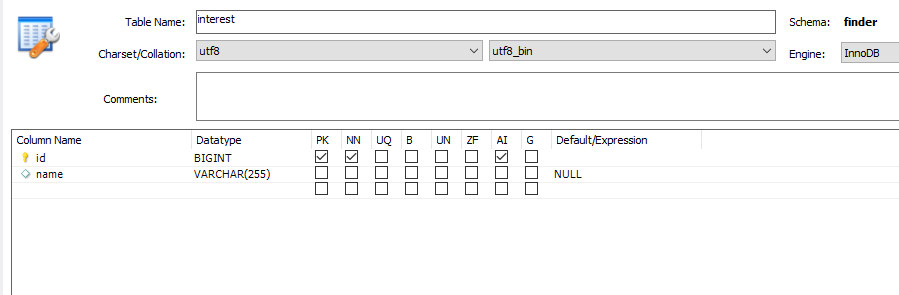 Table Name: interest Schema: finder
Charset/Collation: utf8 utf8_bin Engine: InnoDB
Comments:
Column Name Datatype PK NN UQ B UN ZF AI G Default/Expression
id BIGINT
name VARCHAR(255) NULL